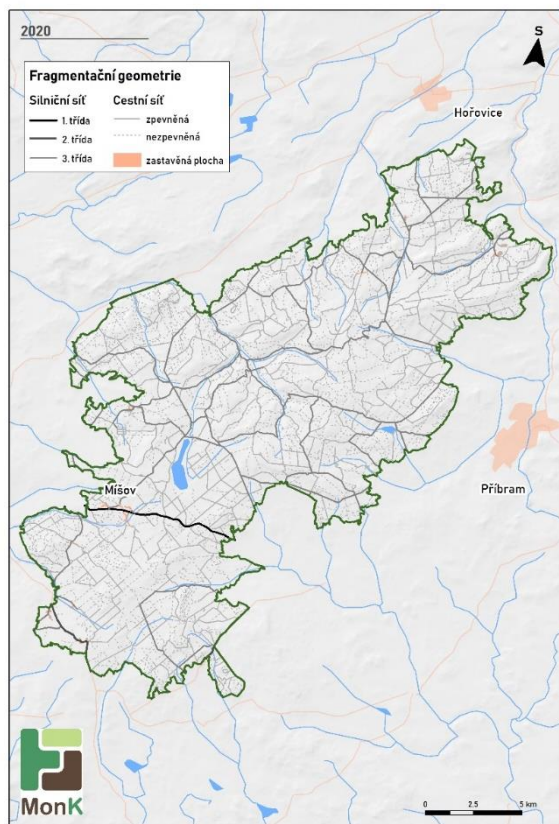 2020
S
Fragmentační geometrie
Silniční síť
Cestní síť
1. třída
zpevněná
2. třída
nezpevněná
3. třída
zastavěná plocha
Hořovice
Míšov
Příbram
MonK
0 2.5 5 km